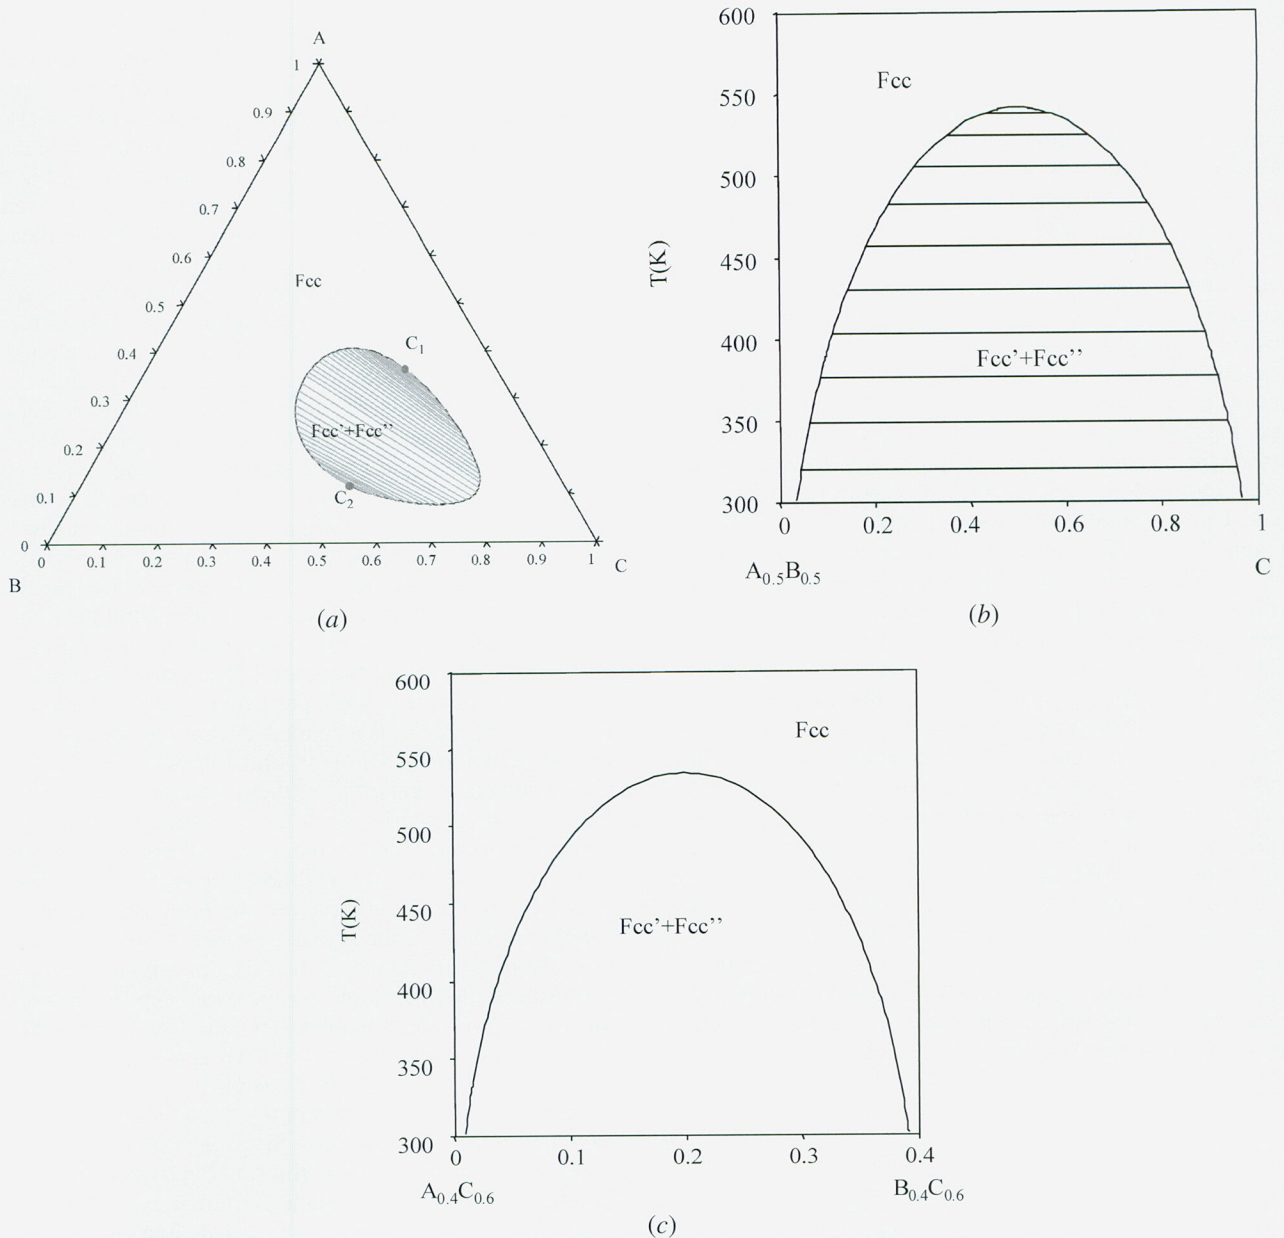 A
1
0.9
0.8
0.7
0.6
0.5
0.4
0.3
0.2
0.1
0
Fcc
C1
Fcc’+Fcc’’
C2
0 0.1 0.2 0.3 0.4 0.5 0.6 0.7 0.8 0.9 1
B C
(a)
600
550
500
450
400
350
300
T(K)
Fcc
Fcc’+Fcc’’
0 0.2 0.4 0.6 0.8 1
A0.5B0.5 C
(b)
600
550
500
450
400
350
300
T(K)
Fcc
Fcc’+Fcc’’
0 0.1 0.2 0.3 0.4
A0.4C0.6 B0.4C0.6
(c)